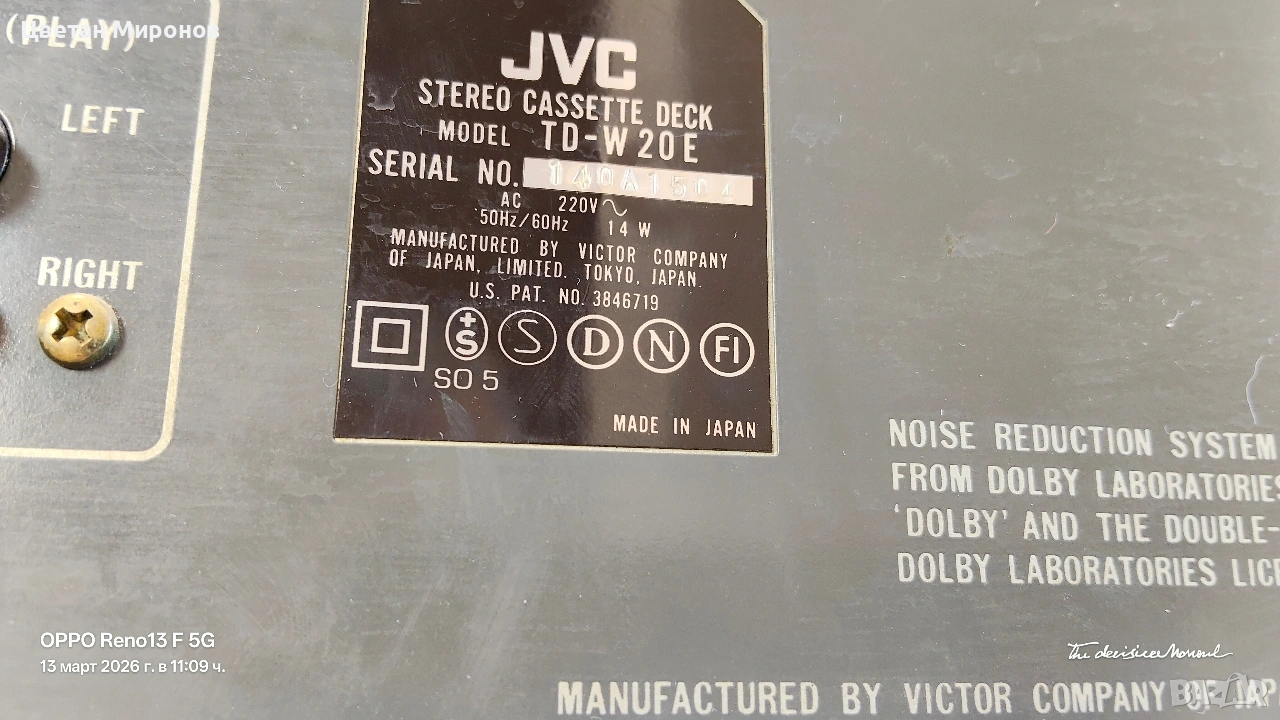 Цветан Миронов
(PLAY)
LEFT
RIGHT
JVC
STEREO CASSETTE DECK
MODEL TD-W20E
SERIAL NO. 140A1504
AC 220V~
50Hz/60Hz 14 W
MANUFACTURED BY VICTOR COMPANY
OF JAPAN, LIMITED. TOKYO, JAPAN.
U.S. PAT. NO. 3846719
+S S D N FI
SO 5
MADE IN JAPAN
NOISE REDUCTION SYSTEM
FROM DOLBY LABORATORIES
'DOLBY' AND THE DOUBLE-
DOLBY LABORATORIES LICE
MANUFACTURED BY VICTOR COMPANY OF JAP
OPPO Reno13 F 5G
13 март 2026 г. в 11:09 ч.